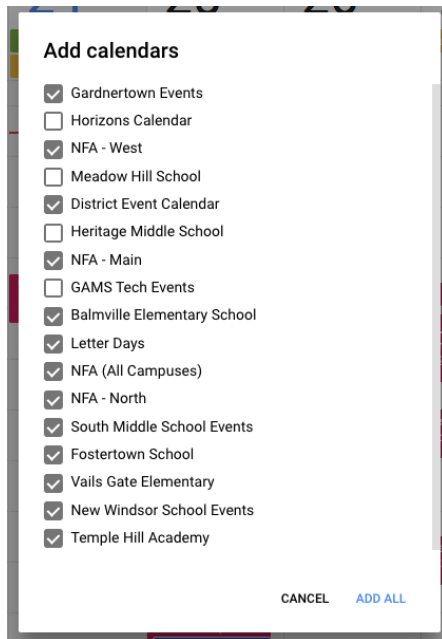 Add calendars
Gardnertown Events
Horizons Calendar
NFA - West
Meadow Hill School
District Event Calendar
Heritage Middle School
NFA - Main
GAMS Tech Events
Balmville Elementary School
Letter Days
NFA (All Campuses)
NFA - North
South Middle School Events
Fostertown School
Vails Gate Elementary
New Windsor School Events
Temple Hill Academy
CANCEL ADD ALL